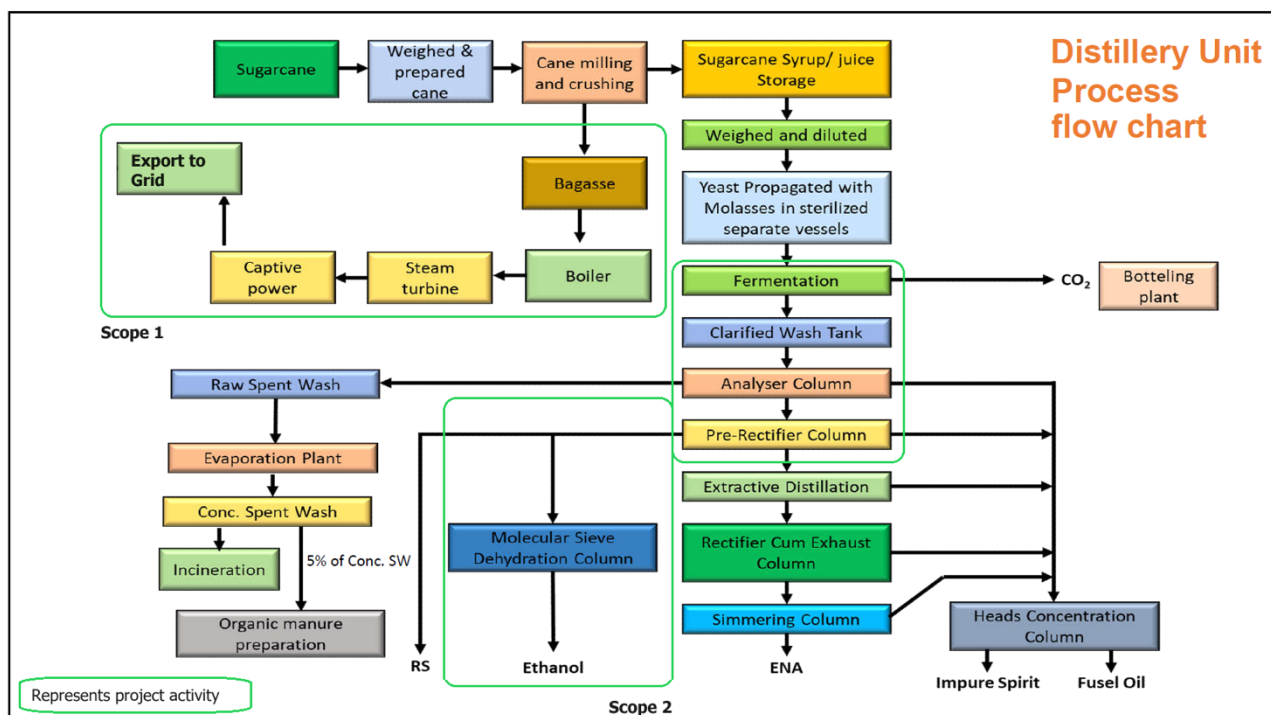 Distillery Unit
Process
flow chart
Sugarcane
Weighed &
prepared
cane
Cane milling
and crushing
Sugarcane Syrup/ juice
Storage
Weighed and diluted
Export to
Grid
Bagasse
Yeast Propagated with
Molasses in sterilized
separate vessels
Captive
power
Steam
turbine
Boiler
Scope 1
Fermentation
CO₂
Botteling
plant
Clarified Wash Tank
Raw Spent Wash
Analyser Column
Pre-Rectifier Column
Evaporation Plant
Extractive Distillation
Conc. Spent Wash
Incineration
5% of Conc. SW
Molecular Sieve
Dehydration Column
Rectifier Cum Exhaust
Column
Organic manure
preparation
Simmering Column
Heads Concentration
Column
RS
Ethanol
ENA
Impure Spirit
Fusel Oil
Represents project activity
Scope 2